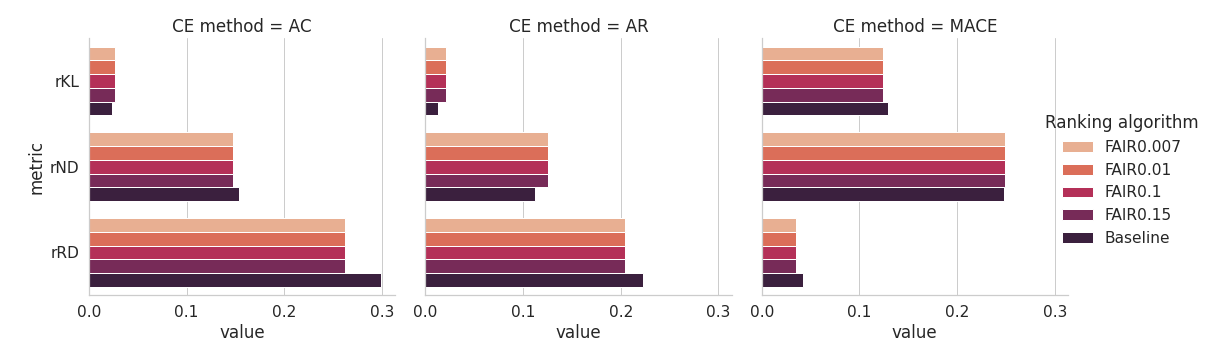 CE method = AC
CE method = AR
CE method = MACE
metric
rKL
rND
rRD
0.0 0.1 0.2 0.3
0.0 0.1 0.2 0.3
0.0 0.1 0.2 0.3
value
value
value
Ranking algorithm
FAIR0.007
FAIR0.01
FAIR0.1
FAIR0.15
Baseline